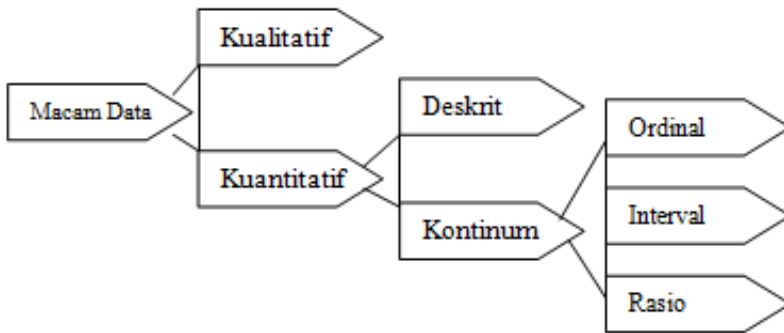 Macam Data
Kualitatif
Kuantitatif
Deskrit
Kontinum
Ordinal
Interval
Rasio